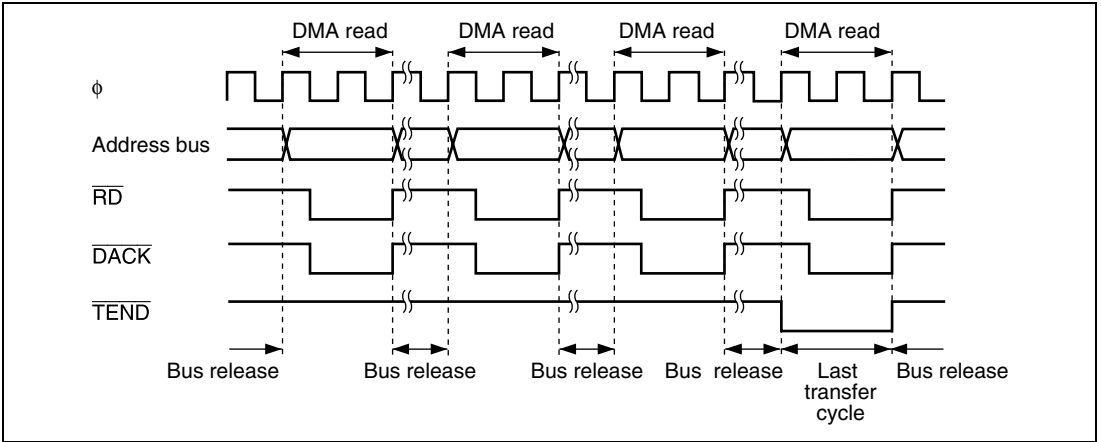 DMA read DMA read DMA read DMA read
φ
Address bus
RD
DACK
TEND
Bus release Bus release Bus release Bus release Last transfer cycle Bus release